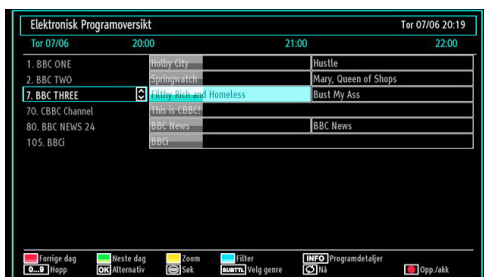 Elektronisk Programoversikt Tor 07/06 20:19
Tor 07/06 20:00 21:00 22:00
1. BBC ONE Holby City Hustle
2. BBC TWO Springwatch Mary, Queen of Shops
7. BBC THREE Filthy Rich and Homeless Bust My Ass
70. CBBC Channel This is CBBC!
80. BBC NEWS 24 BBC News BBC News
105. BBCi BBCi
Forrige dag Neste dag Zoom Filter INFO Programdetaljer
0...9 Hopp OK Alternativ Søk SUBTTL Velg genre Nå Opp./akk